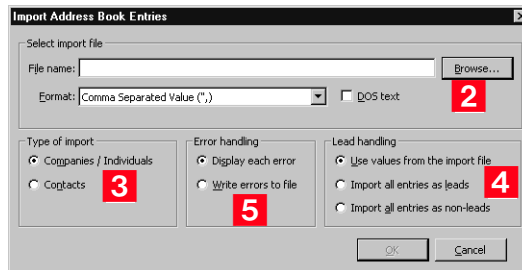 Import Address Book Entries
Select import file
File name:
Browse...
Format: Comma Separated Value (",)
DOS text
2
Type of import
Companies / Individuals
Contacts
3
Error handling
Display each error
Write errors to file
5
Lead handling
Use values from the import file
Import all entries as leads
Import all entries as non-leads
4
OK
Cancel